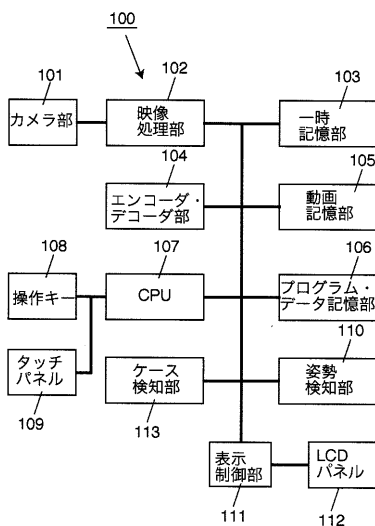 100
101
カメラ部
102
映像
処理部
103
一時
記憶部
104
エンコーダ・
デコーダ部
105
動画
記憶部
108
操作キー
107
CPU
106
プログラム・
データ記憶部
タッチ
パネル
109
ケース
検知部
113
110
姿勢
検知部
表示
制御部
111
LCD
パネル
112